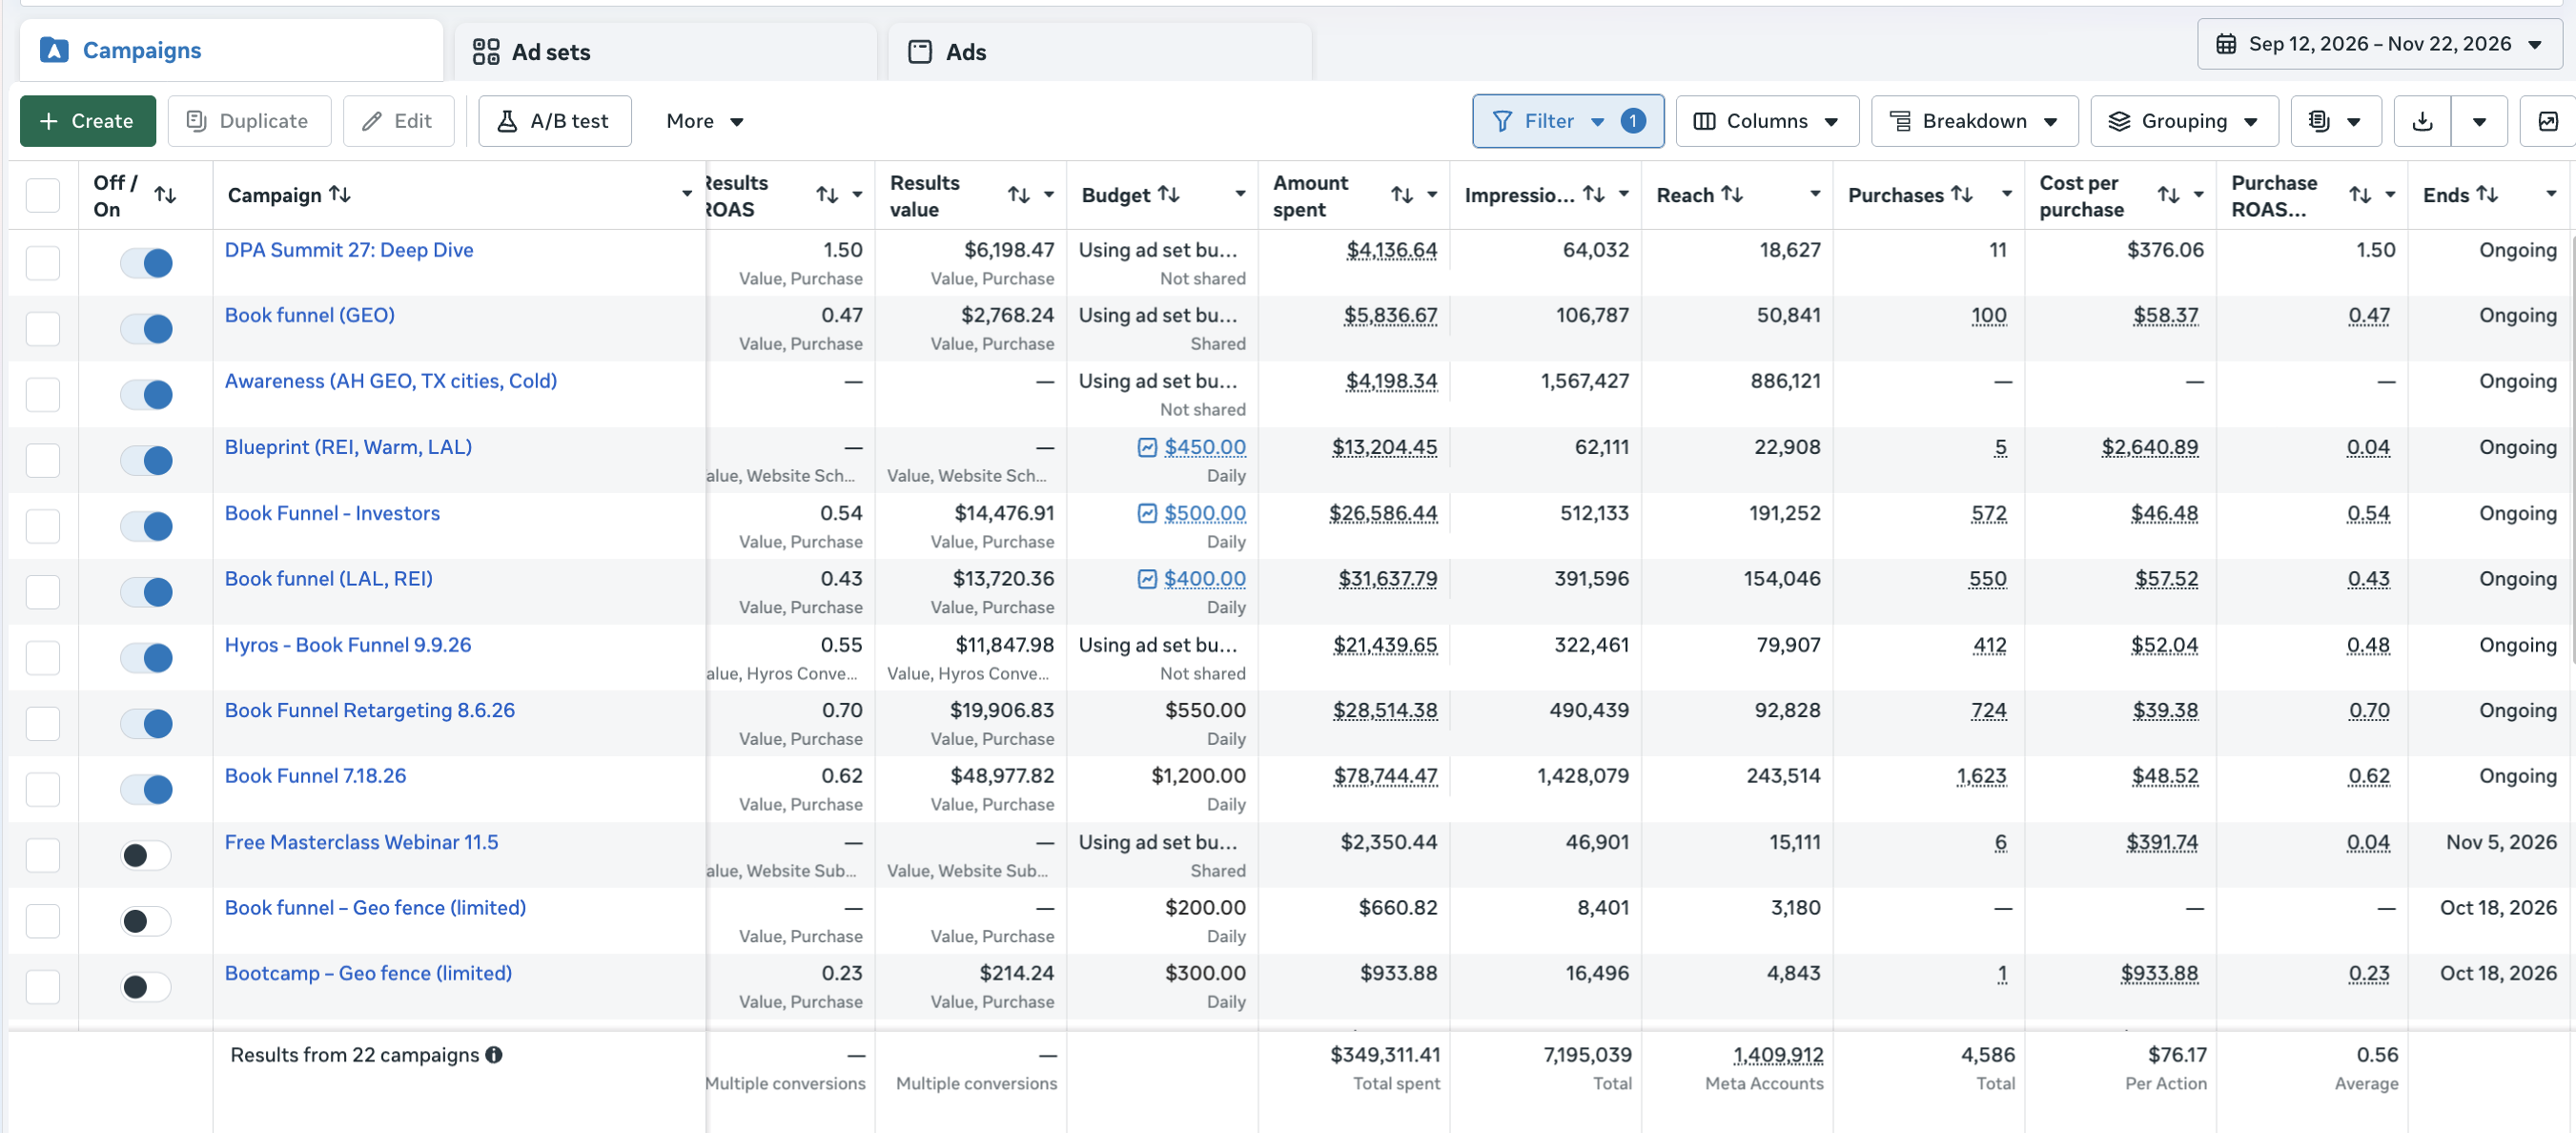 Campaigns
Ad sets
Ads
Sep 12, 2026 – Nov 22, 2026
+ Create
Duplicate
Edit
A/B test
More
Filter 1
Columns
Breakdown
Grouping
Off / On
Campaign
Results ROAS
Results value
Budget
Amount spent
Impressio...
Reach
Purchases
Cost per purchase
Purchase ROAS...
Ends
DPA Summit 27: Deep Dive 1.50 $6,198.47 Using ad set bu... $4,136.64 64,032 18,627 11 $376.06 1.50 Ongoing
Value, Purchase Value, Purchase Not shared
Book funnel (GEO) 0.47 $2,768.24 Using ad set bu... $5,836.67 106,787 50,841 100 $58.37 0.47 Ongoing
Value, Purchase Value, Purchase Shared
Awareness (AH GEO, TX cities, Cold) — — Using ad set bu... $4,198.34 1,567,427 886,121 — — — Ongoing
Not shared
Blueprint (REI, Warm, LAL) — — $450.00 $13,204.45 62,111 22,908 5 $2,640.89 0.04 Ongoing
alue, Website Sch... Value, Website Sch... Daily
Book Funnel - Investors 0.54 $14,476.91 $500.00 $26,586.44 512,133 191,252 572 $46.48 0.54 Ongoing
Value, Purchase Value, Purchase Daily
Book funnel (LAL, REI) 0.43 $13,720.36 $400.00 $31,637.79 391,596 154,046 550 $57.52 0.43 Ongoing
Value, Purchase Value, Purchase Daily
Hyros - Book Funnel 9.9.26 0.55 $11,847.98 Using ad set bu... $21,439.65 322,461 79,907 412 $52.04 0.48 Ongoing
alue, Hyros Conve... Value, Hyros Conve... Not shared
Book Funnel Retargeting 8.6.26 0.70 $19,906.83 $550.00 $28,514.38 490,439 92,828 724 $39.38 0.70 Ongoing
Value, Purchase Value, Purchase Daily
Book Funnel 7.18.26 0.62 $48,977.82 $1,200.00 $78,744.47 1,428,079 243,514 1,623 $48.52 0.62 Ongoing
Value, Purchase Value, Purchase Daily
Free Masterclass Webinar 11.5 — — Using ad set bu... $2,350.44 46,901 15,111 6 $391.74 0.04 Nov 5, 2026
alue, Website Sub... Value, Website Sub... Shared
Book funnel – Geo fence (limited) — — $200.00 $660.82 8,401 3,180 — — — Oct 18, 2026
Value, Purchase Value, Purchase Daily
Bootcamp – Geo fence (limited) 0.23 $214.24 $300.00 $933.88 16,496 4,843 1 $933.88 0.23 Oct 18, 2026
Value, Purchase Value, Purchase Daily
Results from 22 campaigns — — $349,311.41 7,195,039 1,409,912 4,586 $76.17 0.56
Multiple conversions Multiple conversions Total spent Total Meta Accounts Total Per Action Average